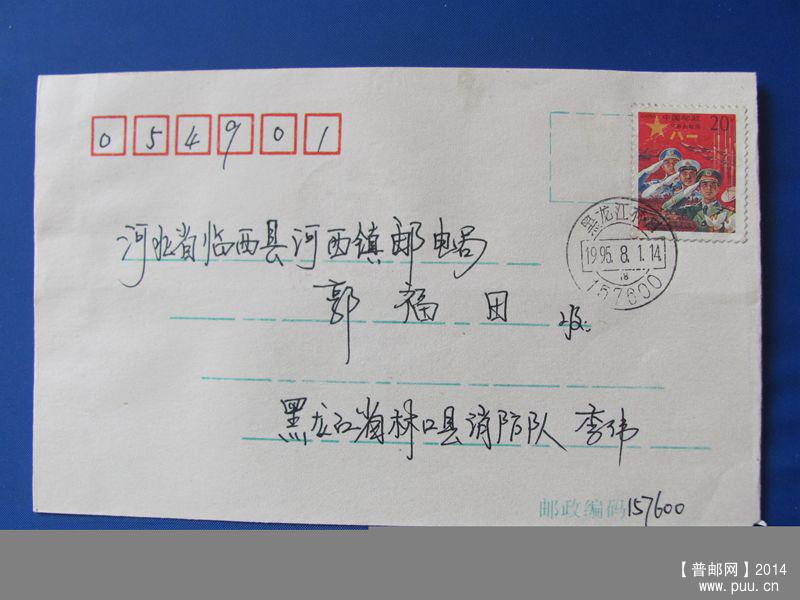 054901
中国邮政
20
八一
黑龙江林口
1995.8.1.14
157600
河北省临西县河西镇邮电局
郭福田 收
黑龙江省林口县消防队 李伟
邮政编码157600
【普邮网】2014
www.puu.cn